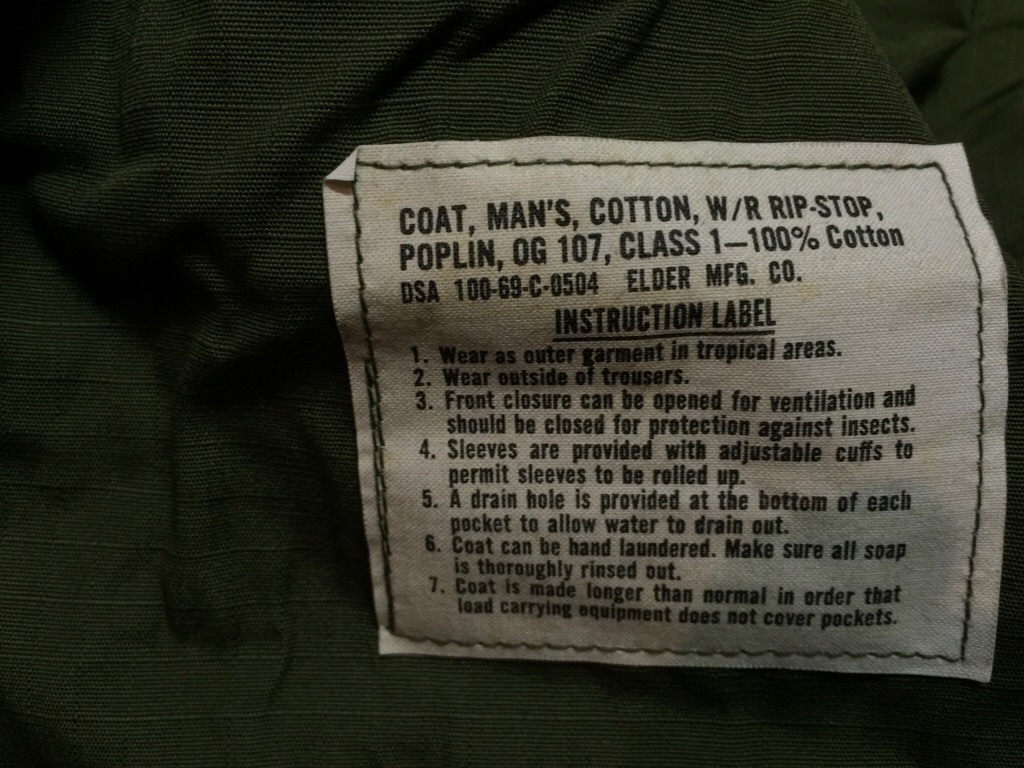 COAT, MAN'S, COTTON, W/R RIP-STOP,
POPLIN, OG 107, CLASS 1—100% Cotton
DSA 100-69-C-0504 ELDER MFG. CO.
INSTRUCTION LABEL
1. Wear as outer garment in tropical areas.
2. Wear outside of trousers.
3. Front closure can be opened for ventilation and
should be closed for protection against insects.
4. Sleeves are provided with adjustable cuffs to
permit sleeves to be rolled up.
5. A drain hole is provided at the bottom of each
pocket to allow water to drain out.
6. Coat can be hand laundered. Make sure all soap
is thoroughly rinsed out.
7. Coat is made longer than normal in order that
load carrying equipment does not cover pockets.